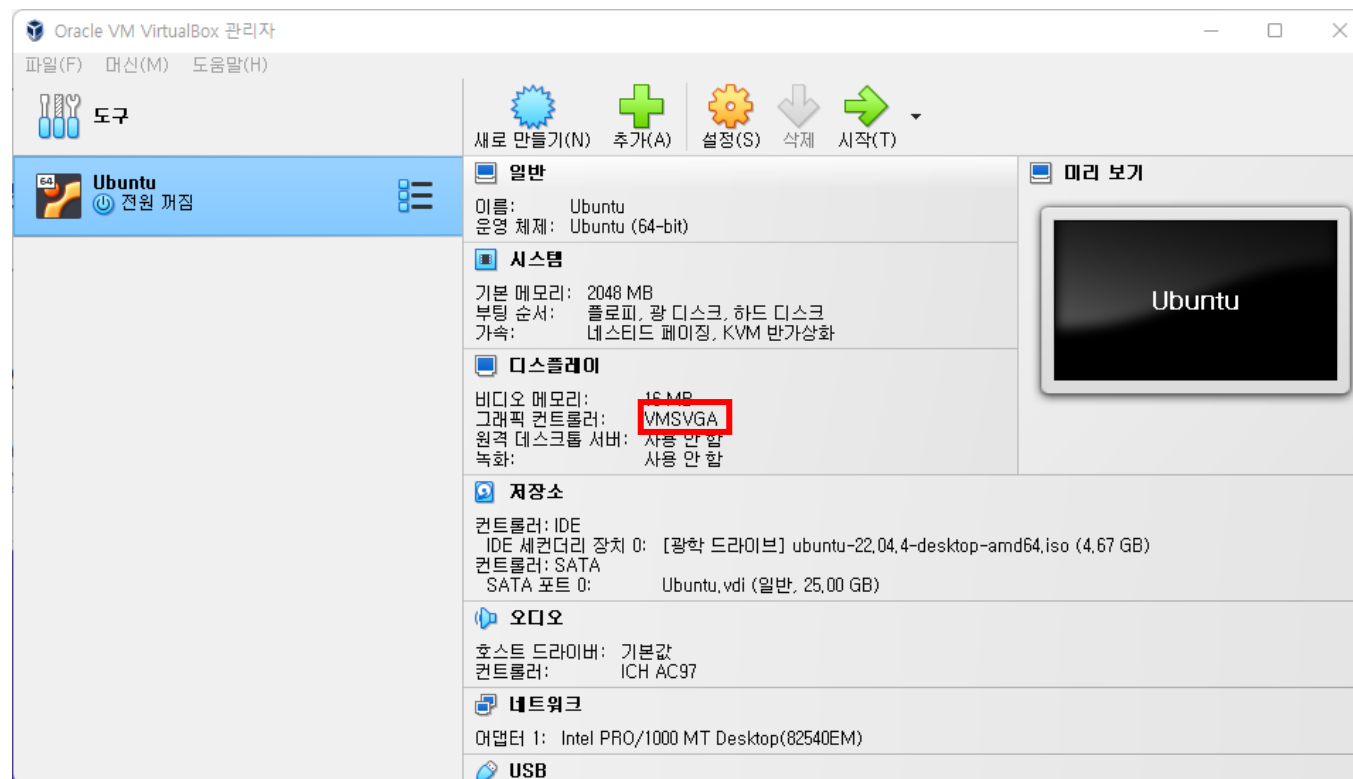 Oracle VM VirtualBox 관리자
파일(F) 머신(M) 도움말(H)
도구
새로 만들기(N) 추가(A) 설정(S) 삭제 시작(T)
64
Ubuntu
전원 꺼짐
일반
이름: Ubuntu
운영 체제: Ubuntu (64-bit)
시스템
기본 메모리: 2048 MB
부팅 순서: 플로피, 광 디스크, 하드 디스크
가속: 네스티드 페이징, KVM 반가상화
디스플레이
비디오 메모리: 16 MB
그래픽 컨트롤러: VMSVGA
원격 데스크톱 서버: 사용 안 함
녹화: 사용 안 함
미리 보기
Ubuntu
저장소
컨트롤러: IDE
IDE 세컨더리 장치 0: [광학 드라이브] ubuntu-22.04.4-desktop-amd64.iso (4.67 GB)
컨트롤러: SATA
SATA 포트 0: Ubuntu.vdi (일반, 25.00 GB)
오디오
호스트 드라이버: 기본값
컨트롤러: ICH AC97
네트워크
어댑터 1: Intel PRO/1000 MT Desktop(82540EM)
USB